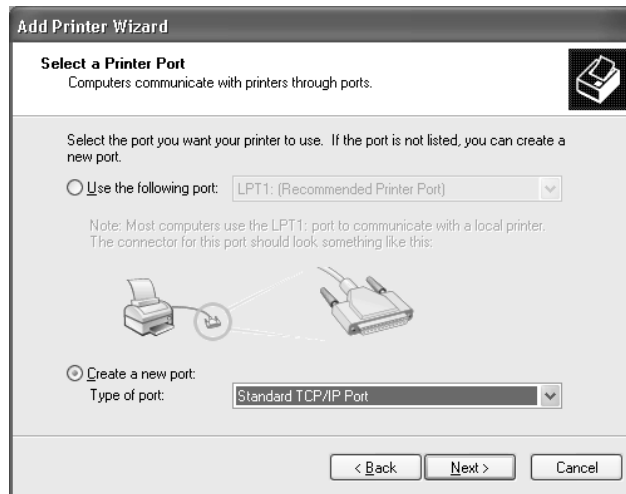 Add Printer Wizard
Select a Printer Port
Computers communicate with printers through ports.
Select the port you want your printer to use. If the port is not listed, you can create a
new port.
Use the following port: LPT1: (Recommended Printer Port)
Note: Most computers use the LPT1: port to communicate with a local printer.
The connector for this port should look something like this:
Create a new port:
Type of port: Standard TCP/IP Port
< Back Next > Cancel